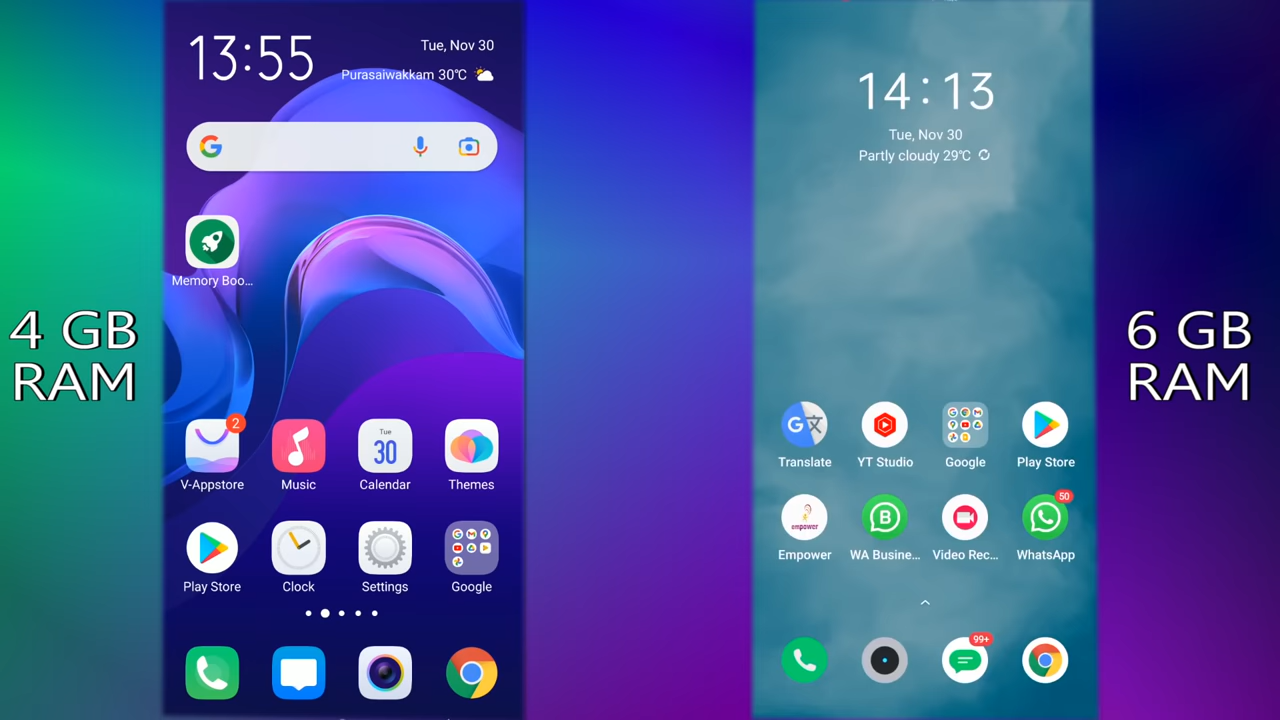 4 GB
RAM
13:55
Tue, Nov 30
Purasaiwakkam 30℃
Memory Boo...
2
V-Appstore
Music
Tue
30
Calendar
Themes
Play Store
Clock
Settings
Google
14:13
Tue, Nov 30
Partly cloudy 29℃
Translate
YT Studio
Google
Play Store
empower
B
50
Empower
WA Busine...
Video Rec...
WhatsApp
99+
6 GB
RAM